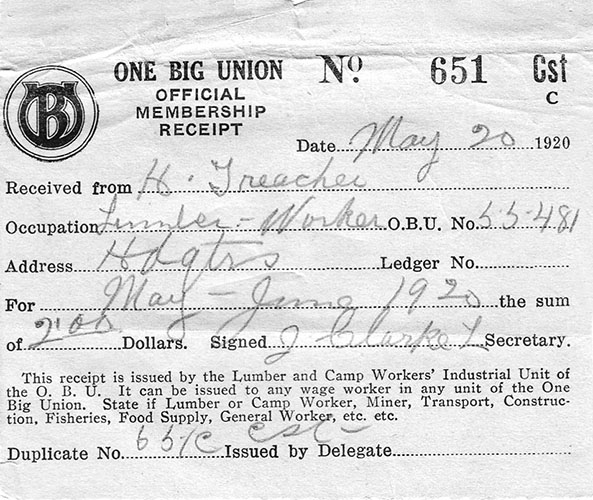 OBU
ONE BIG UNION Nº 651 Cst
OFFICIAL C
MEMBERSHIP
RECEIPT
Date May 20 1920
Received from H. Treacher
Occupation Lumber-Worker O.B.U. No. 55-481
Address Hdqtrs Ledger No.
For May - June 1920 the sum
of 2.00 Dollars. Signed J Clarke Secretary.
This receipt is issued by the Lumber and Camp Workers' Industrial Unit of
the O. B. U. It can be issued to any wage worker in any unit of the One
Big Union. State if Lumber or Camp Worker, Miner, Transport, Construc-
tion, Fisheries, Food Supply, General Worker, etc. etc.
Duplicate No. Cst Issued by Delegate